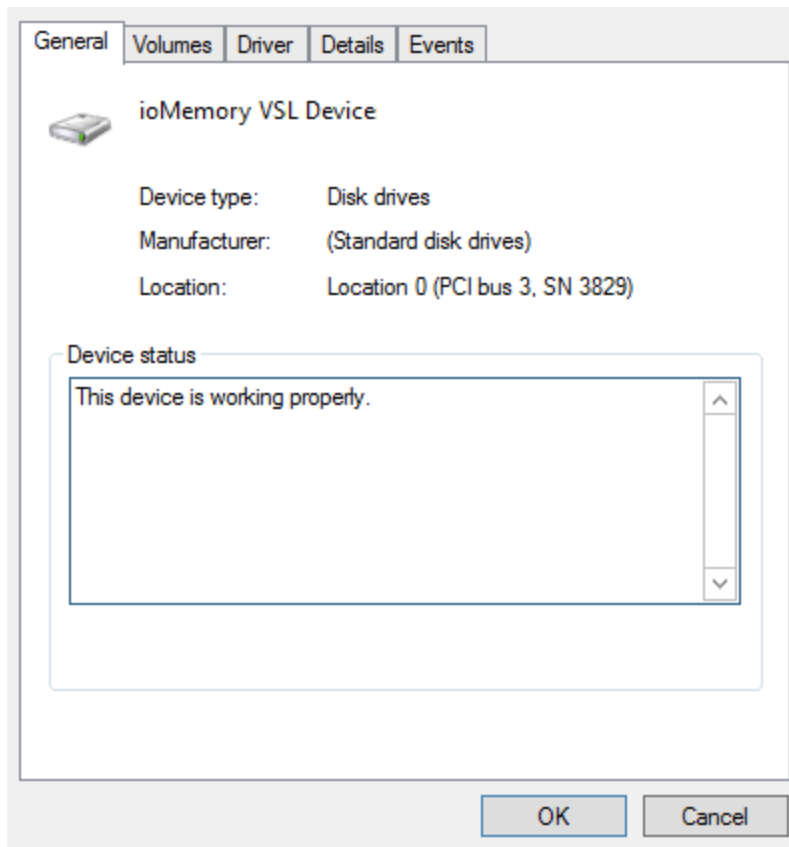 General Volumes Driver Details Events
ioMemory VSL Device
Device type: Disk drives
Manufacturer: (Standard disk drives)
Location: Location 0 (PCI bus 3, SN 3829)
Device status
This device is working properly.
OK Cancel